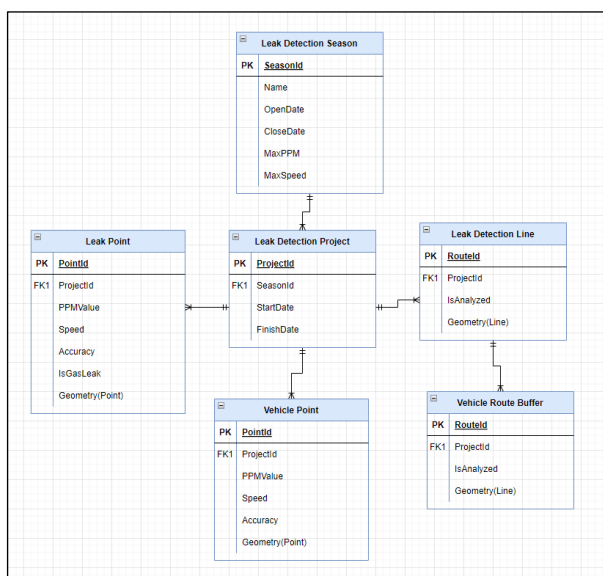 Leak Detection Season
PK SeasonId
Name
OpenDate
CloseDate
MaxPPM
MaxSpeed
Leak Point
PK PointId
FK1 ProjectId
PPMValue
Speed
Accuracy
IsGasLeak
Geometry(Point)
Leak Detection Project
PK ProjectId
FK1 SeasonId
StartDate
FinishDate
Leak Detection Line
PK RouteId
FK1 ProjectId
IsAnalyzed
Geometry(Line)
Vehicle Point
PK PointId
FK1 ProjectId
PPMValue
Speed
Accuracy
Geometry(Point)
Vehicle Route Buffer
PK RouteId
FK1 ProjectId
IsAnalyzed
Geometry(Line)